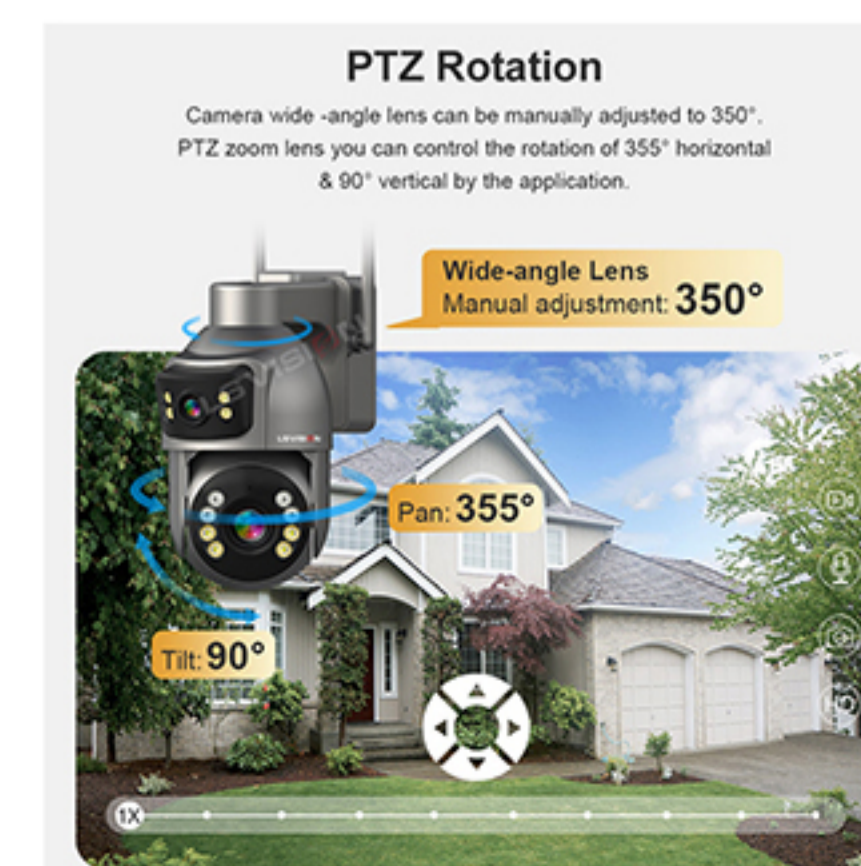 PTZ Rotation
Camera wide -angle lens can be manually adjusted to 350°.
PTZ zoom lens you can control the rotation of 355° horizontal
& 90° vertical by the application.
Wide-angle Lens
Manual adjustment: 350°
LSVISION
LSVISION
Pan: 355°
Tilt: 90°
1X